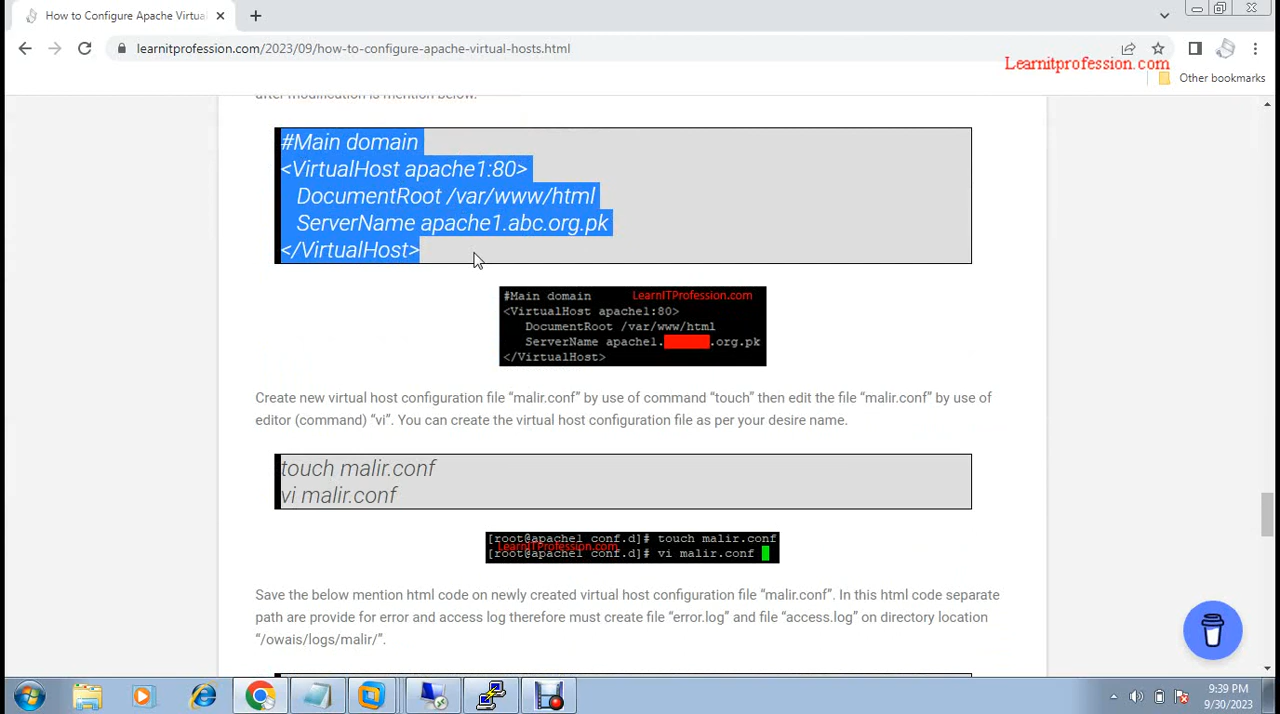 How to Configure Apache Virtua
learnitprofession.com/2023/09/how-to-configure-apache-virtual-hosts.html
Learnitprofession.com
Other bookmarks
after modification is mention below.
#Main domain
<VirtualHost apache1:80>
DocumentRoot /var/www/html
ServerName apache1.abc.org.pk
</VirtualHost>
#Main domain LearnITProfession.com
<VirtualHost apache1:80>
DocumentRoot /var/www/html
ServerName apache1. .org.pk
</VirtualHost>
Create new virtual host configuration file “malir.conf” by use of command “touch” then edit the file “malir.conf” by use of
editor (command) “vi”. You can create the virtual host configuration file as per your desire name.
touch malir.conf
vi malir.conf
[root@apache1 conf.d]# touch malir.conf
LearnITProfession.com
[root@apache1 conf.d]# vi malir.conf
Save the below mention html code on newly created virtual host configuration file “malir.conf”. In this html code separate
path are provide for error and access log therefore must create file “error.log” and file “access.log” on directory location
“/owais/logs/malir/”.
9:39 PM
9/30/2023